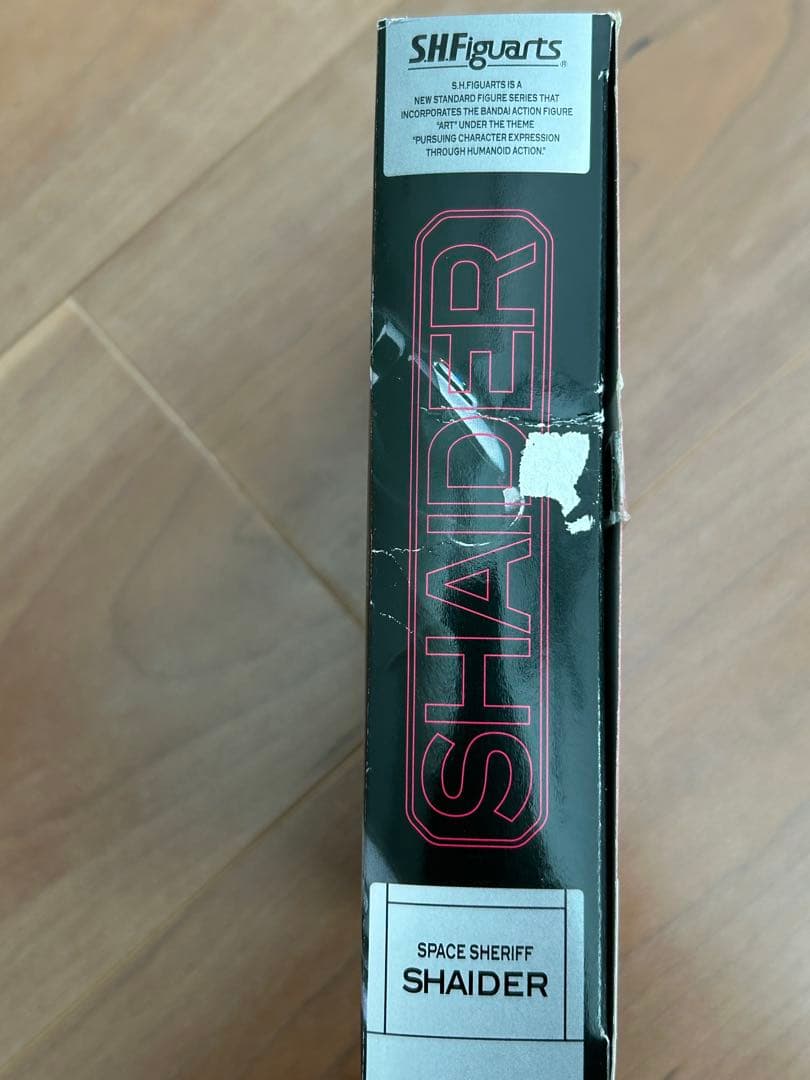 S.H.Figuarts®
S.H.FIGUARTS IS A
NEW STANDARD FIGURE SERIES THAT
INCORPORATES THE BANDAI ACTION FIGURE
"ART" UNDER THE THEME
"PURSUING CHARACTER EXPRESSION
THROUGH HUMANOID ACTION."
SHAIDER
SPACE SHERIFF
SHAIDER